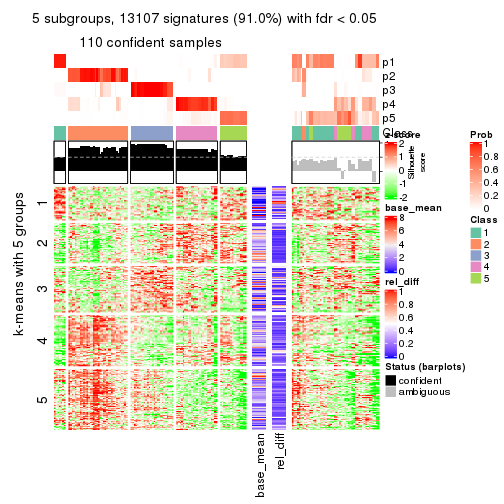 5 subgroups, 13107 signatures (91.0%) with fdr < 0.05
110 confident samples
p1
p2
p3
p4
p5
Class
z-score
2
1
0
-1
-2
Silhouette
score
Prob
1
0.8
0.6
0.4
0.2
0
base_mean
8
6
4
2
0
Class
1
2
3
4
5
rel_diff
1
0.8
0.6
0.4
0.2
0
Status (barplots)
confident
ambiguous
k-means with 5 groups
1
2
3
4
5
base_mean
rel_diff